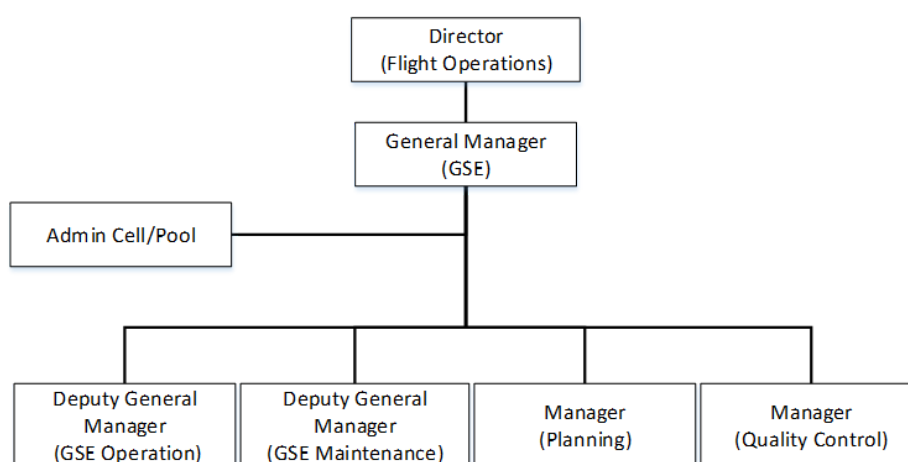 Director
(Flight Operations)
General Manager
(GSE)
Admin Cell/Pool
Deputy General
Manager
(GSE Operation)
Deputy General
Manager
(GSE Maintenance)
Manager
(Planning)
Manager
(Quality Control)